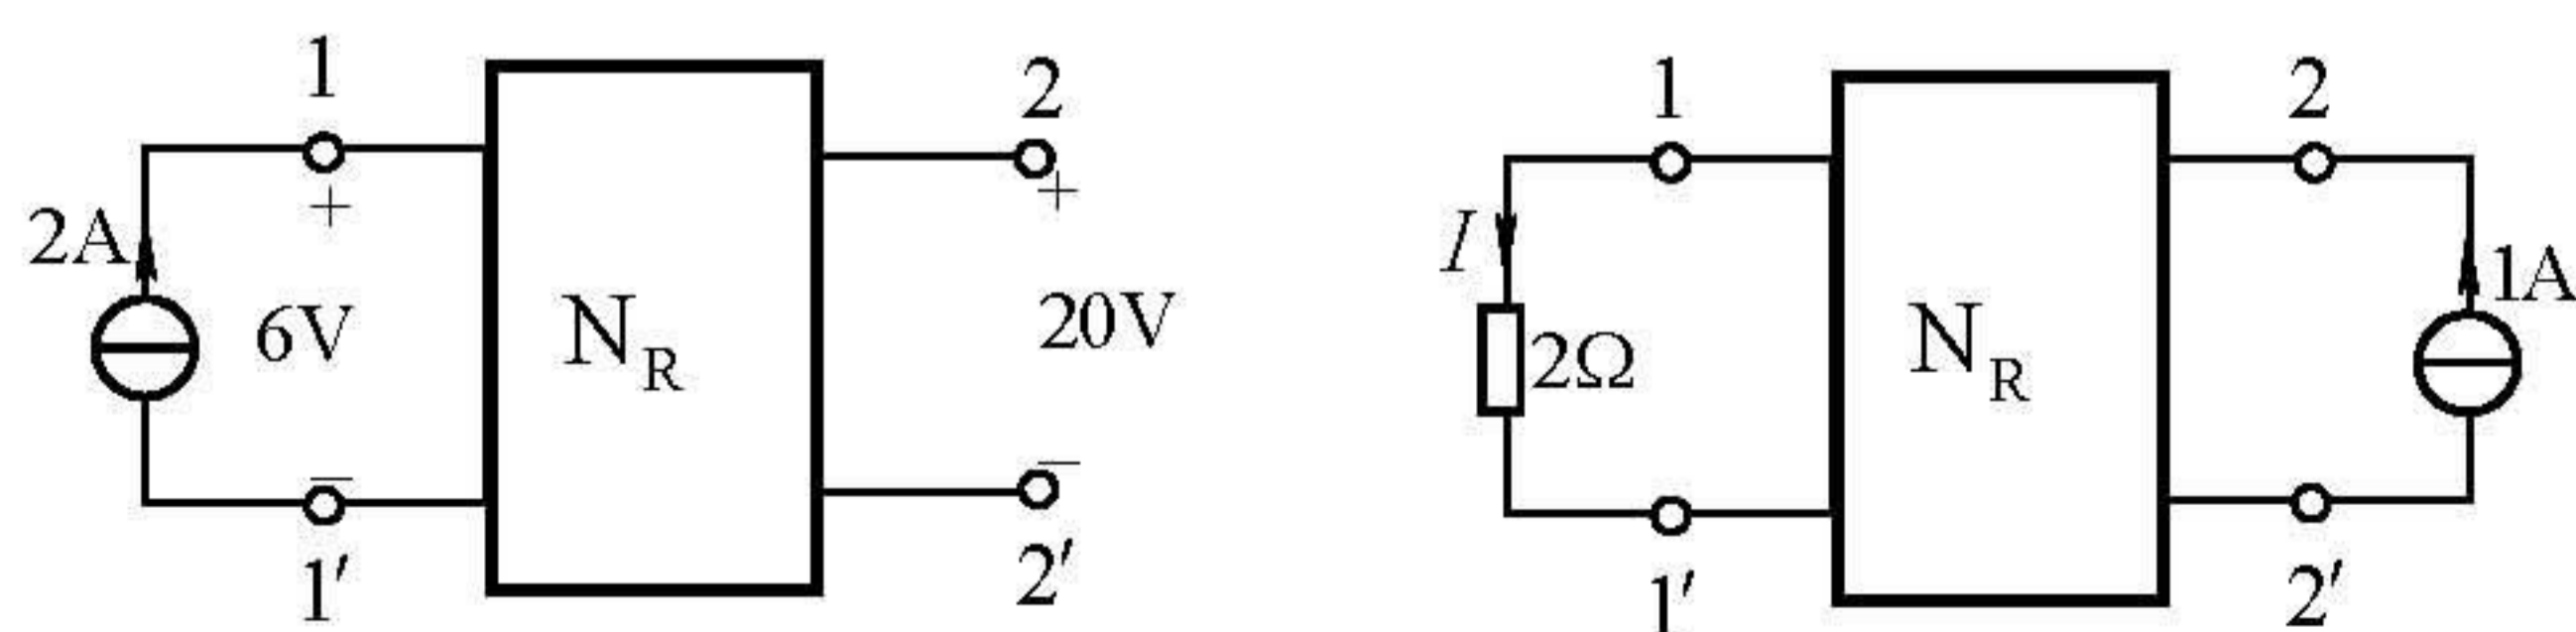 1
2
+
+
2A
6V
N_R
20V
−
−
1′
2′
1
2
I
2Ω
N_R
1A
1′
2′